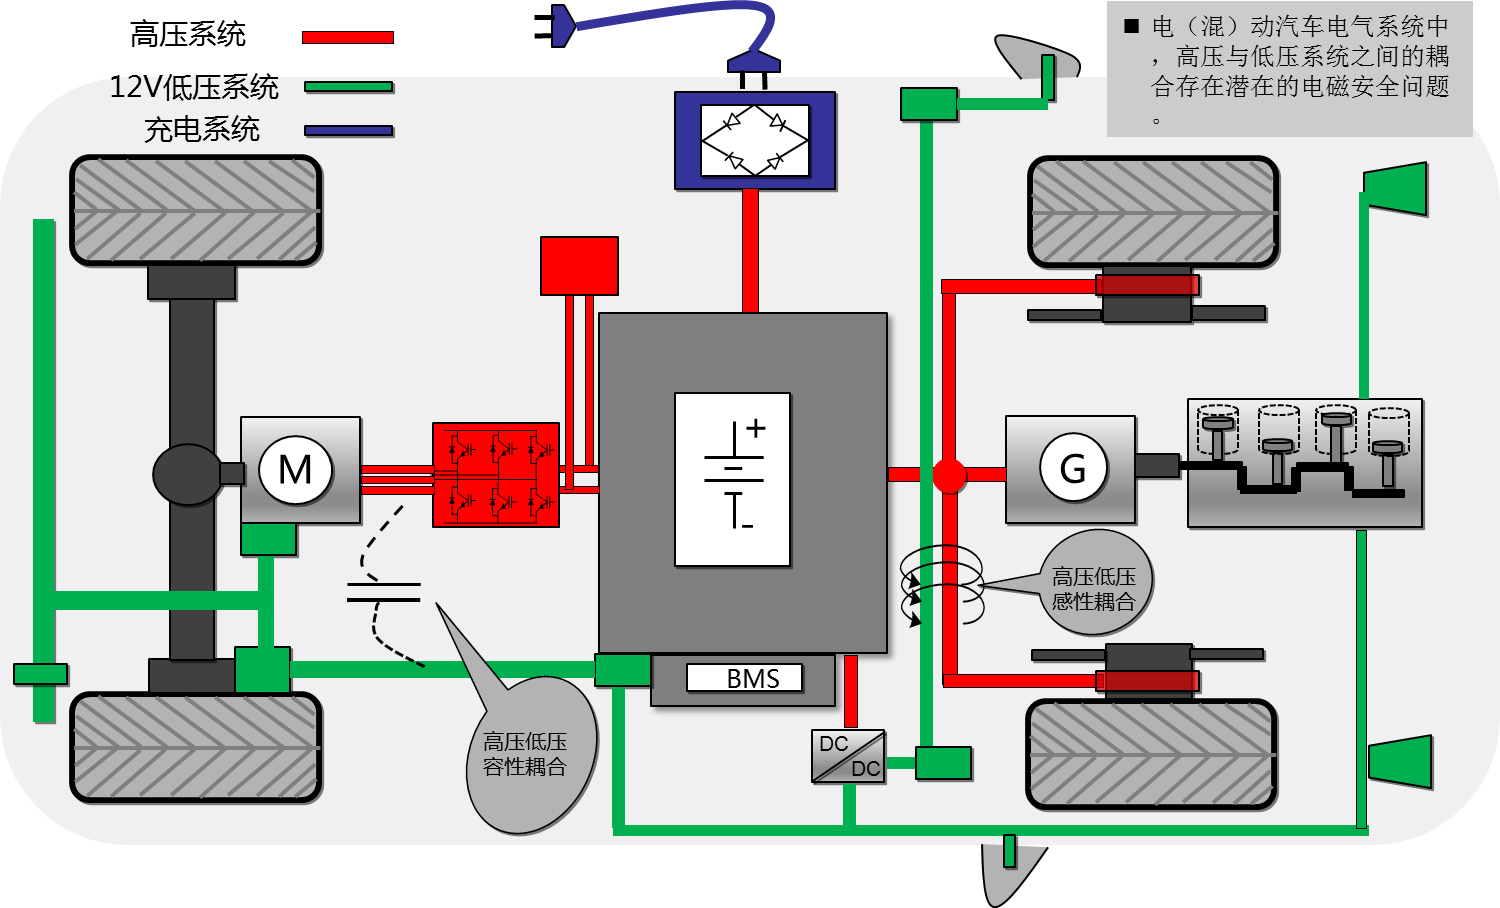 高压系统
12V低压系统
充电系统
■ 电（混）动汽车电气系统中
，高压与低压系统之间的耦
合存在潜在的电磁安全问题
。
M
+
-
G
高压低压
感性耦合
BMS
高压低压
容性耦合
DC
DC